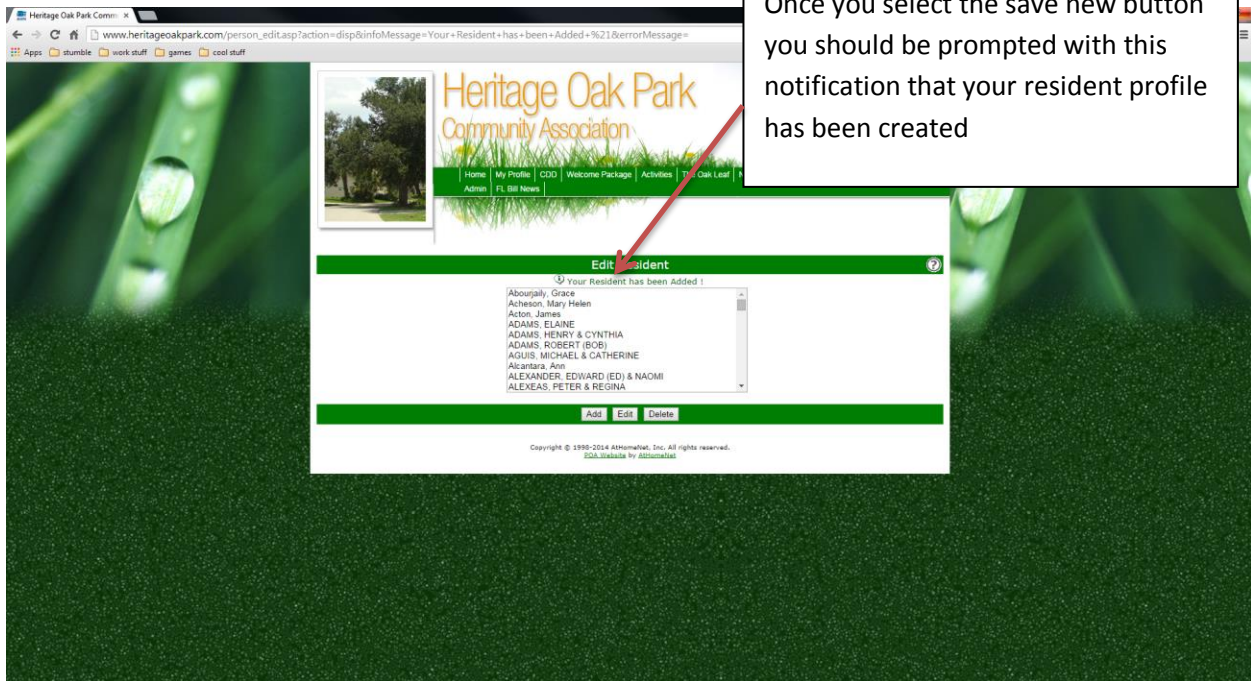 Heritage Oak Park Comm
www.heritageoakpark.com/person_edit.asp?action=disp&infoMessage=Your+Resident+has+been+Added+%21&errorMessage=
Apps stumble work stuff games cool stuff
Once you select the save new button
you should be prompted with this
notification that your resident profile
has been created
Heritage Oak Park
Community Association
Home My Profile CDD Welcome Package Activities The Oak Leaf
Admin FL Bill News
Edit Resident
Your Resident has been Added !
Abourjaily, Grace
Acheson, Mary Helen
Acton, James
ADAMS, ELAINE
ADAMS, HENRY & CYNTHIA
ADAMS, ROBERT (BOB)
AGUIS, MICHAEL & CATHERINE
Alcantara, Ann
ALEXANDER, EDWARD (ED) & NAOMI
ALEXEAS, PETER & REGINA
Add Edit Delete
Copyright © 1998-2014 AtHomeNet, Inc. All rights reserved.
POA Website by AtHomeNet